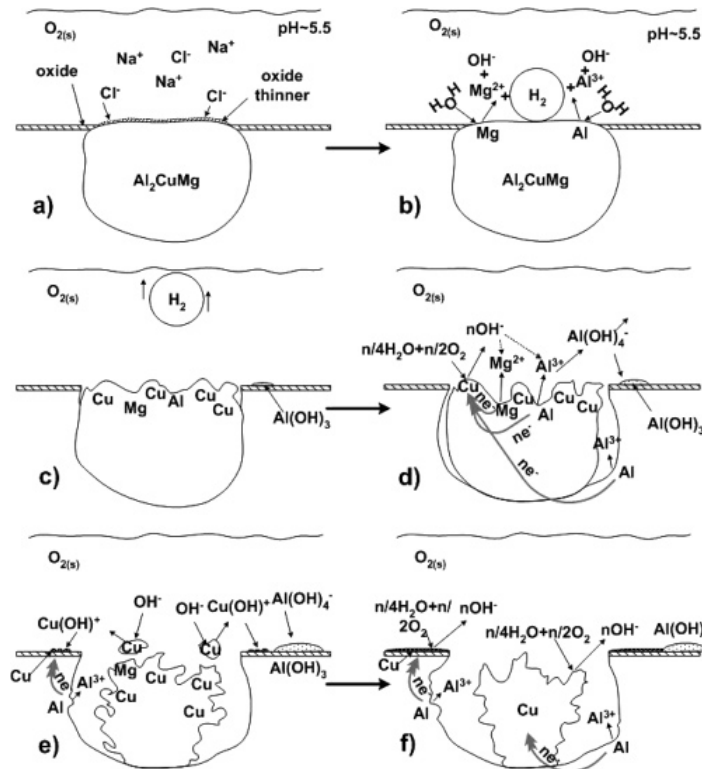 O2(s) Na+ pH~5.5
Cl-
oxide Na+ oxide
Cl- Cl- thinner
Al2CuMg
a)
O2(s) OH- OH- pH~5.5
+ +
Mg2+ + H2 + Al3+
H O H H O H
Mg Al
Al2CuMg
b)
O2(s) H2
Cu Mg Cu Al Cu Cu
Al(OH)3
c)
O2(s)
nOH- Al(OH)4-
n/4H2O+n/2O2 Mg2+ Al3+
Cu ne- Mg Cu Al Cu Cu
Al(OH)3
ne- Al3+
ne- Al
d)
O2(s)
OH- OH- Cu(OH)+ Al(OH)4-
Cu(OH)+ Cu Cu
Cu Mg Cu Cu Al(OH)3
ne- Al3+ Cu Cu
Al
Cu
e)
O2(s)
n/4H2O+n/ nOH-
2O2 n/4H2O+n/2O2 nOH- Al(OH)
Cu
ne- Al3+
Al Cu Al3+
ne- Al
f)